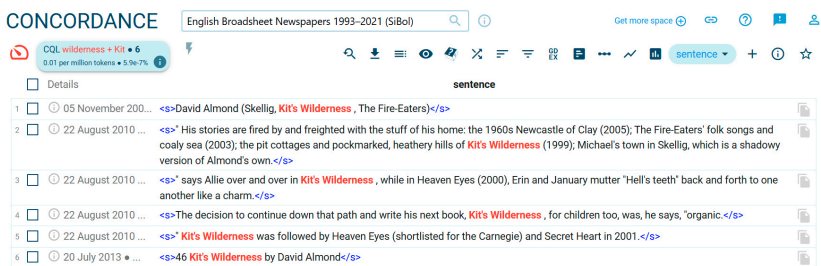 CONCORDANCE
English Broadsheet Newspapers 1993–2021 (SiBol)
Get more space
CQL wilderness + Kit • 6
0.01 per million tokens • 5.9e-7%
GD
EX
sentence
Details
sentence
1 05 November 200... <s>David Almond (Skellig, Kit's Wilderness , The Fire-Eaters)</s>
2 22 August 2010 ... <s>" His stories are fired by and freighted with the stuff of his home: the 1960s Newcastle of Clay (2005); The Fire-Eaters' folk songs and
coaly sea (2003); the pit cottages and pockmarked, heathery hills of Kit's Wilderness (1999); Michael's town in Skellig, which is a shadowy
version of Almond's own.</s>
3 22 August 2010 ... <s>" says Allie over and over in Kit's Wilderness , while in Heaven Eyes (2000), Erin and January mutter "Hell's teeth" back and forth to one
another like a charm.</s>
4 22 August 2010 ... <s>The decision to continue down that path and write his next book, Kit's Wilderness , for children too, was, he says, "organic.</s>
5 22 August 2010 ... <s>" Kit's Wilderness was followed by Heaven Eyes (shortlisted for the Carnegie) and Secret Heart in 2001.</s>
6 20 July 2013 • ... <s>46 Kit's Wilderness by David Almond</s>